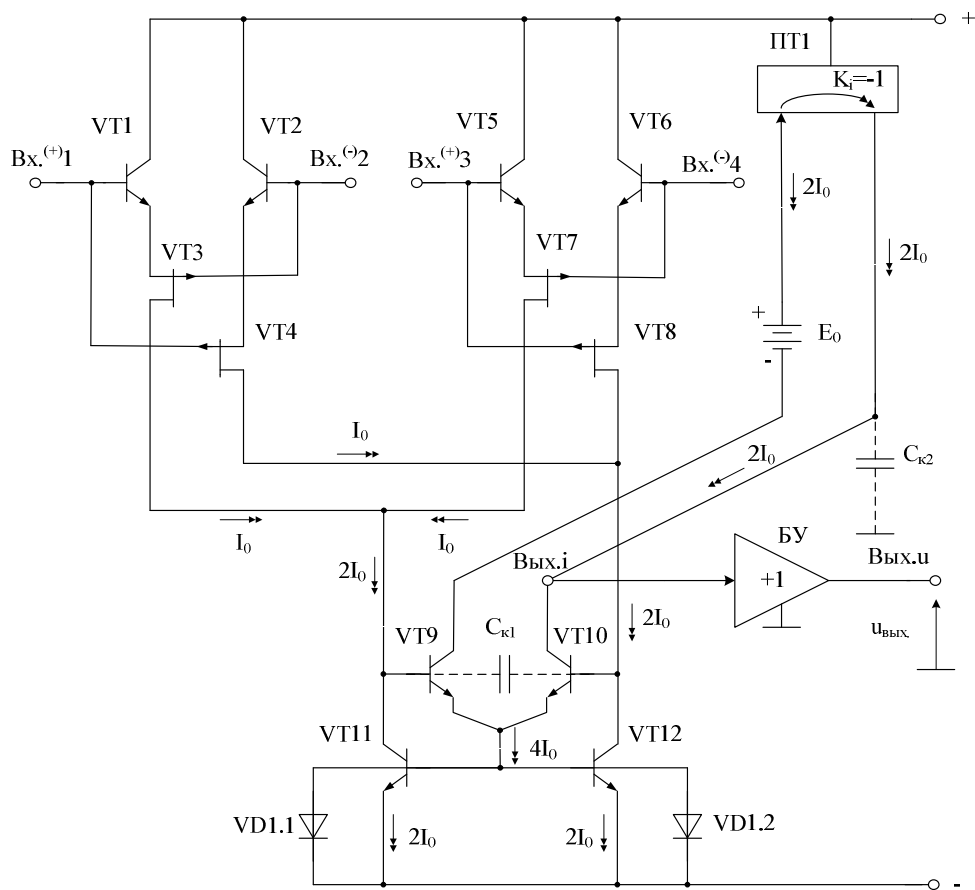 +
ПТ1
Ki=-1
VT1
VT2
VT5
VT6
Вх.(+)1
Вх.(-)2
Вх.(+)3
Вх.(-)4
2I0
VT3
VT7
2I0
VT4
VT8
+
-
E0
I0
2I0
Cк2
I0
I0
БУ
Вых.i
Вых.u
2I0
+1
2I0
VT9
Cк1
VT10
uвых.
VT11
4I0
VT12
VD1.1
2I0
2I0
VD1.2
-